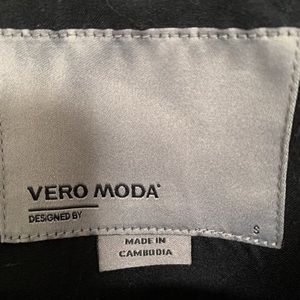 VERO MODA
DESIGNED BY
S
MADE IN
CAMBODIA